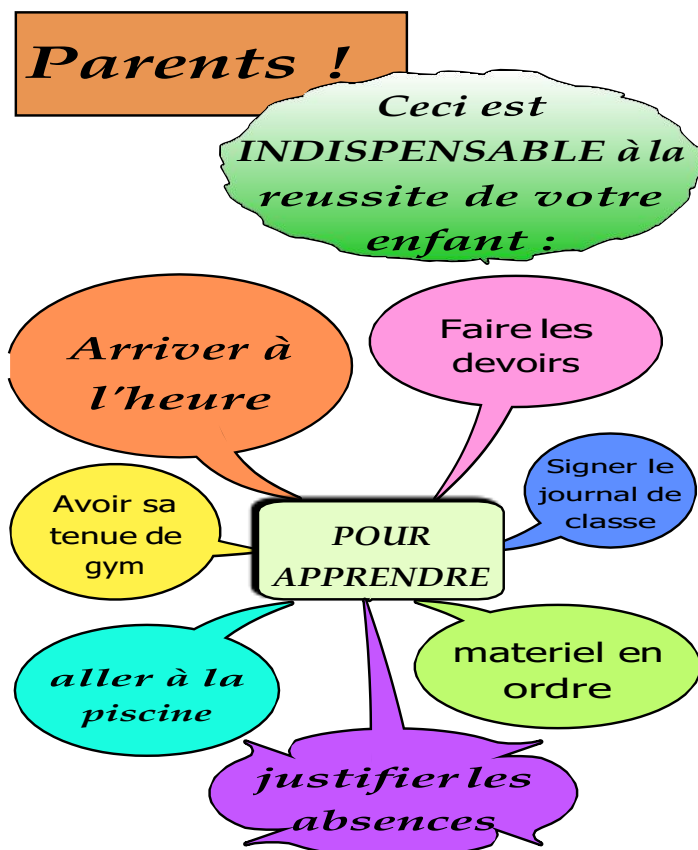 Parents !
Ceci est
INDISPENSABLE à la
reussite de votre
enfant :
Arriver à
l'heure
Faire les
devoirs
Signer le
journal de
classe
Avoir sa
tenue de
gym
POUR
APPRENDRE
aller à la
piscine
materiel en
ordre
justifier les
absences